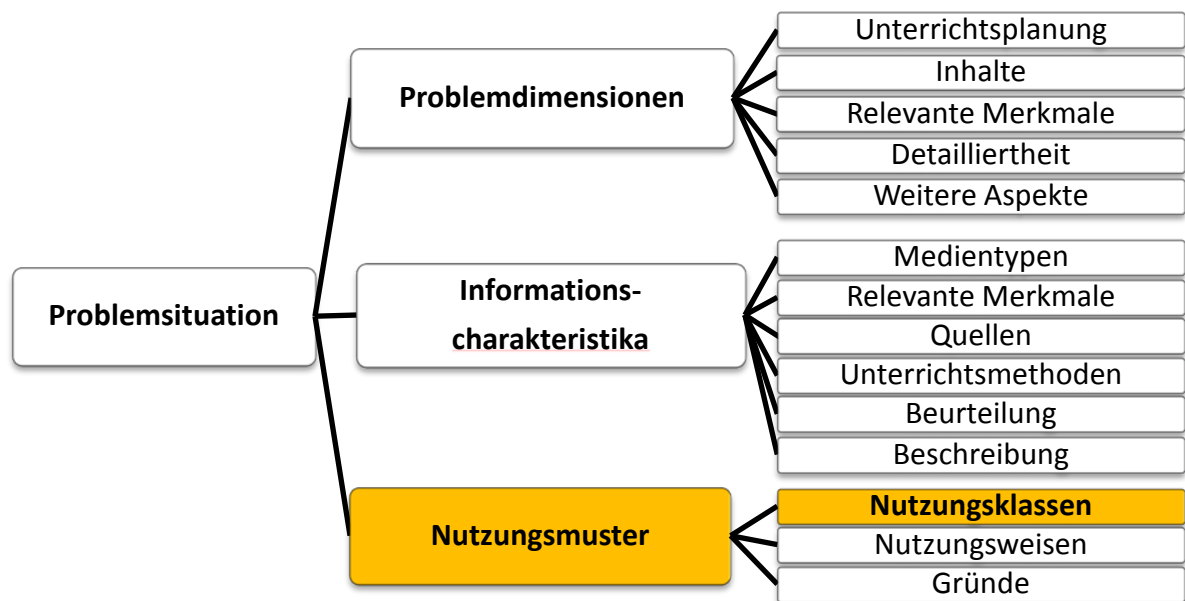 Problemsituation
Problemdimensionen
Unterrichtsplanung
Inhalte
Relevante Merkmale
Detailliertheit
Weitere Aspekte
Informations-
charakteristika
Medientypen
Relevante Merkmale
Quellen
Unterrichtsmethoden
Beurteilung
Beschreibung
Nutzungsmuster
Nutzungsklassen
Nutzungsweisen
Gründe